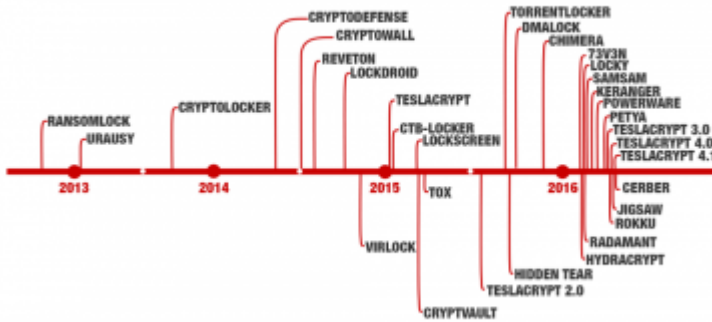 CRYPTODEFENSE
TORRENTLOCKER
DMALOCK
CRYPTOWALL
CHIMERA
REVETON
73V3N
LOCKY
LOCKDROID
SAMSAM
KERANGER
TESLACRYPT
POWERWARE
CRYPTOLOCKER
PETYA
RANSOMLOCK
CTB-LOCKER
TESLACRYPT 3.0
URAUSY
LOCKSCREEN
TESLACRYPT 4.0
TESLACRYPT 4.1
2013
2014
2015
2016
TOX
CERBER
JIGSAW
ROKKU
VIRLOCK
RADAMANT
HYDRACRYPT
HIDDEN TEAR
TESLACRYPT 2.0
CRYPTVAULT